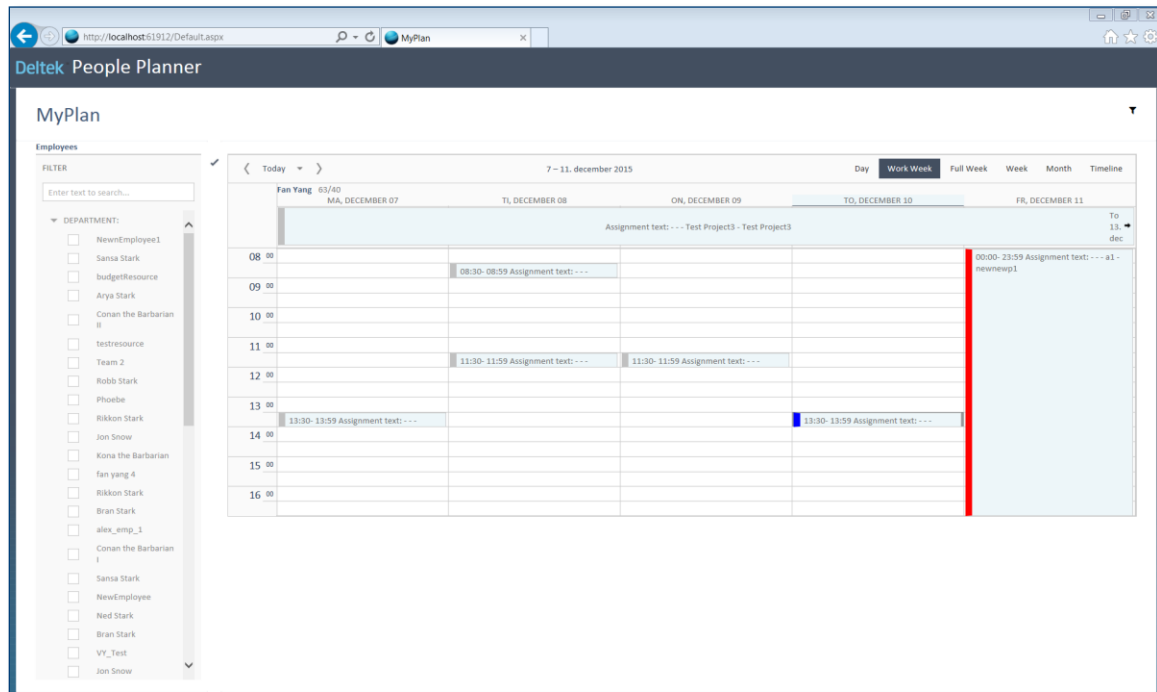 http://localhost:61912/Default.aspx
MyPlan
Deltek People Planner
MyPlan
Employees
FILTER
Enter text to search...
DEPARTMENT:
NewnEmployee1
Sansa Stark
budgetResource
Arya Stark
Conan the Barbarian
II
testresource
Team 2
Robb Stark
Phoebe
Rikkon Stark
Jon Snow
Kona the Barbarian
fan yang 4
Rikkon Stark
Bran Stark
alex_emp_1
Conan the Barbarian
I
Sansa Stark
NewEmployee
Ned Stark
Bran Stark
VY_Test
Jon Snow
Today
7 – 11. december 2015
Day Work Week Full Week Week Month Timeline
Fan Yang 63/40
MA, DECEMBER 07 TI, DECEMBER 08 ON, DECEMBER 09 TO, DECEMBER 10 FR, DECEMBER 11
Assignment text: - - - Test Project3 - Test Project3
To
13.
dec
08 00
00:00- 23:59 Assignment text: - - - a1 -
newnewp1
08:30- 08:59 Assignment text: - - -
09 00
10 00
11 00
11:30- 11:59 Assignment text: - - - 11:30- 11:59 Assignment text: - - -
12 00
13 00
13:30- 13:59 Assignment text: - - - 13:30- 13:59 Assignment text: - - -
14 00
15 00
16 00